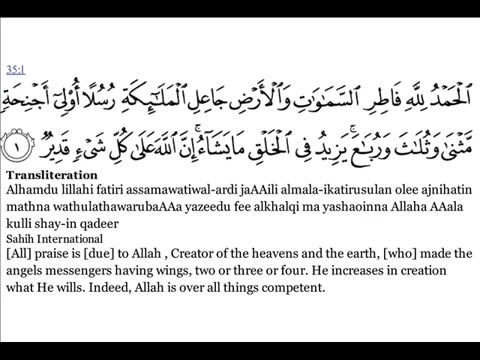 35:1
ٱلْحَمْدُ لِلَّهِ فَاطِرِ ٱلسَّمَٰوَٰتِ وَٱلْأَرْضِ جَاعِلِ ٱلْمَلَٰٓئِكَةِ رُسُلًا أُو۟لِىٓ أَجْنِحَةٍ
مَّثْنَىٰ وَثُلَٰثَ وَرُبَٰعَ ۚ يَزِيدُ فِى ٱلْخَلْقِ مَا يَشَآءُ ۚ إِنَّ ٱللَّهَ عَلَىٰ كُلِّ شَىْءٍ قَدِيرٌ ١
Transliteration
Alhamdu lillahi fatiri assamawatiwal-ardi jaAAili almala-ikatirusulan olee ajnihatin
mathna wathulathawarubaAAa yazeedu fee alkhalqi ma yashaoinna Allaha AAala
kulli shay-in qadeer
Sahih International
[All] praise is [due] to Allah , Creator of the heavens and the earth, [who] made the
angels messengers having wings, two or three or four. He increases in creation
what He wills. Indeed, Allah is over all things competent.